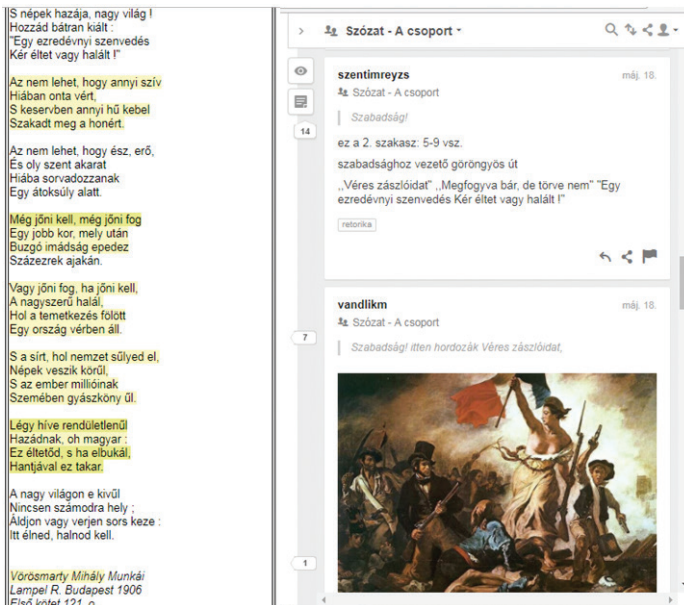 S népek hazája, nagy világ !
Hozzád bátran kiált :
"Egy ezredévnyi szenvedés
Kér éltet vagy halált !"
Az nem lehet, hogy annyi szív
Hiában onta vért,
S keservben annyi hű kebel
Szakadt meg a honért.
Az nem lehet, hogy ész, erő,
És oly szent akarat
Hiába sorvadozzanak
Egy átoksúly alatt.
Még jőni kell, még jőni fog
Egy jobb kor, mely után
Buzgó imádság epedez
Százezrek ajakán.
Vagy jőni fog, ha jőni kell,
A nagyszerű halál,
Hol a temetkezés fölött
Egy ország vérben áll.
S a sírt, hol nemzet sűlyed el,
Népek veszik körűl,
S az ember millióinak
Szemében gyászköny űl.
Légy híve rendületlenűl
Hazádnak, oh magyar :
Ez éltetőd, s ha elbukál,
Hantjával ez takar.
A nagy világon e kivűl
Nincsen számodra hely ;
Áldjon vagy verjen sors keze :
Itt élned, halnod kell.
Vörösmarty Mihály Munkái
Lampel R. Budapest 1906
Első kötet 121. o.
Szózat - A csoport
14
7
1
szentimreyzs
máj. 18.
Szózat - A csoport
Szabadság!
ez a 2. szakasz: 5-9 vsz.
szabadsághoz vezető göröngyös út
,,Véres zászlóidat" ,,Megfogyva bár, de törve nem" "Egy
ezredévnyi szenvedés Kér éltet vagy halált !"
retorika
vandlikm
máj. 18.
Szózat - A csoport
Szabadság! itten hordozák Véres zászlóidat,